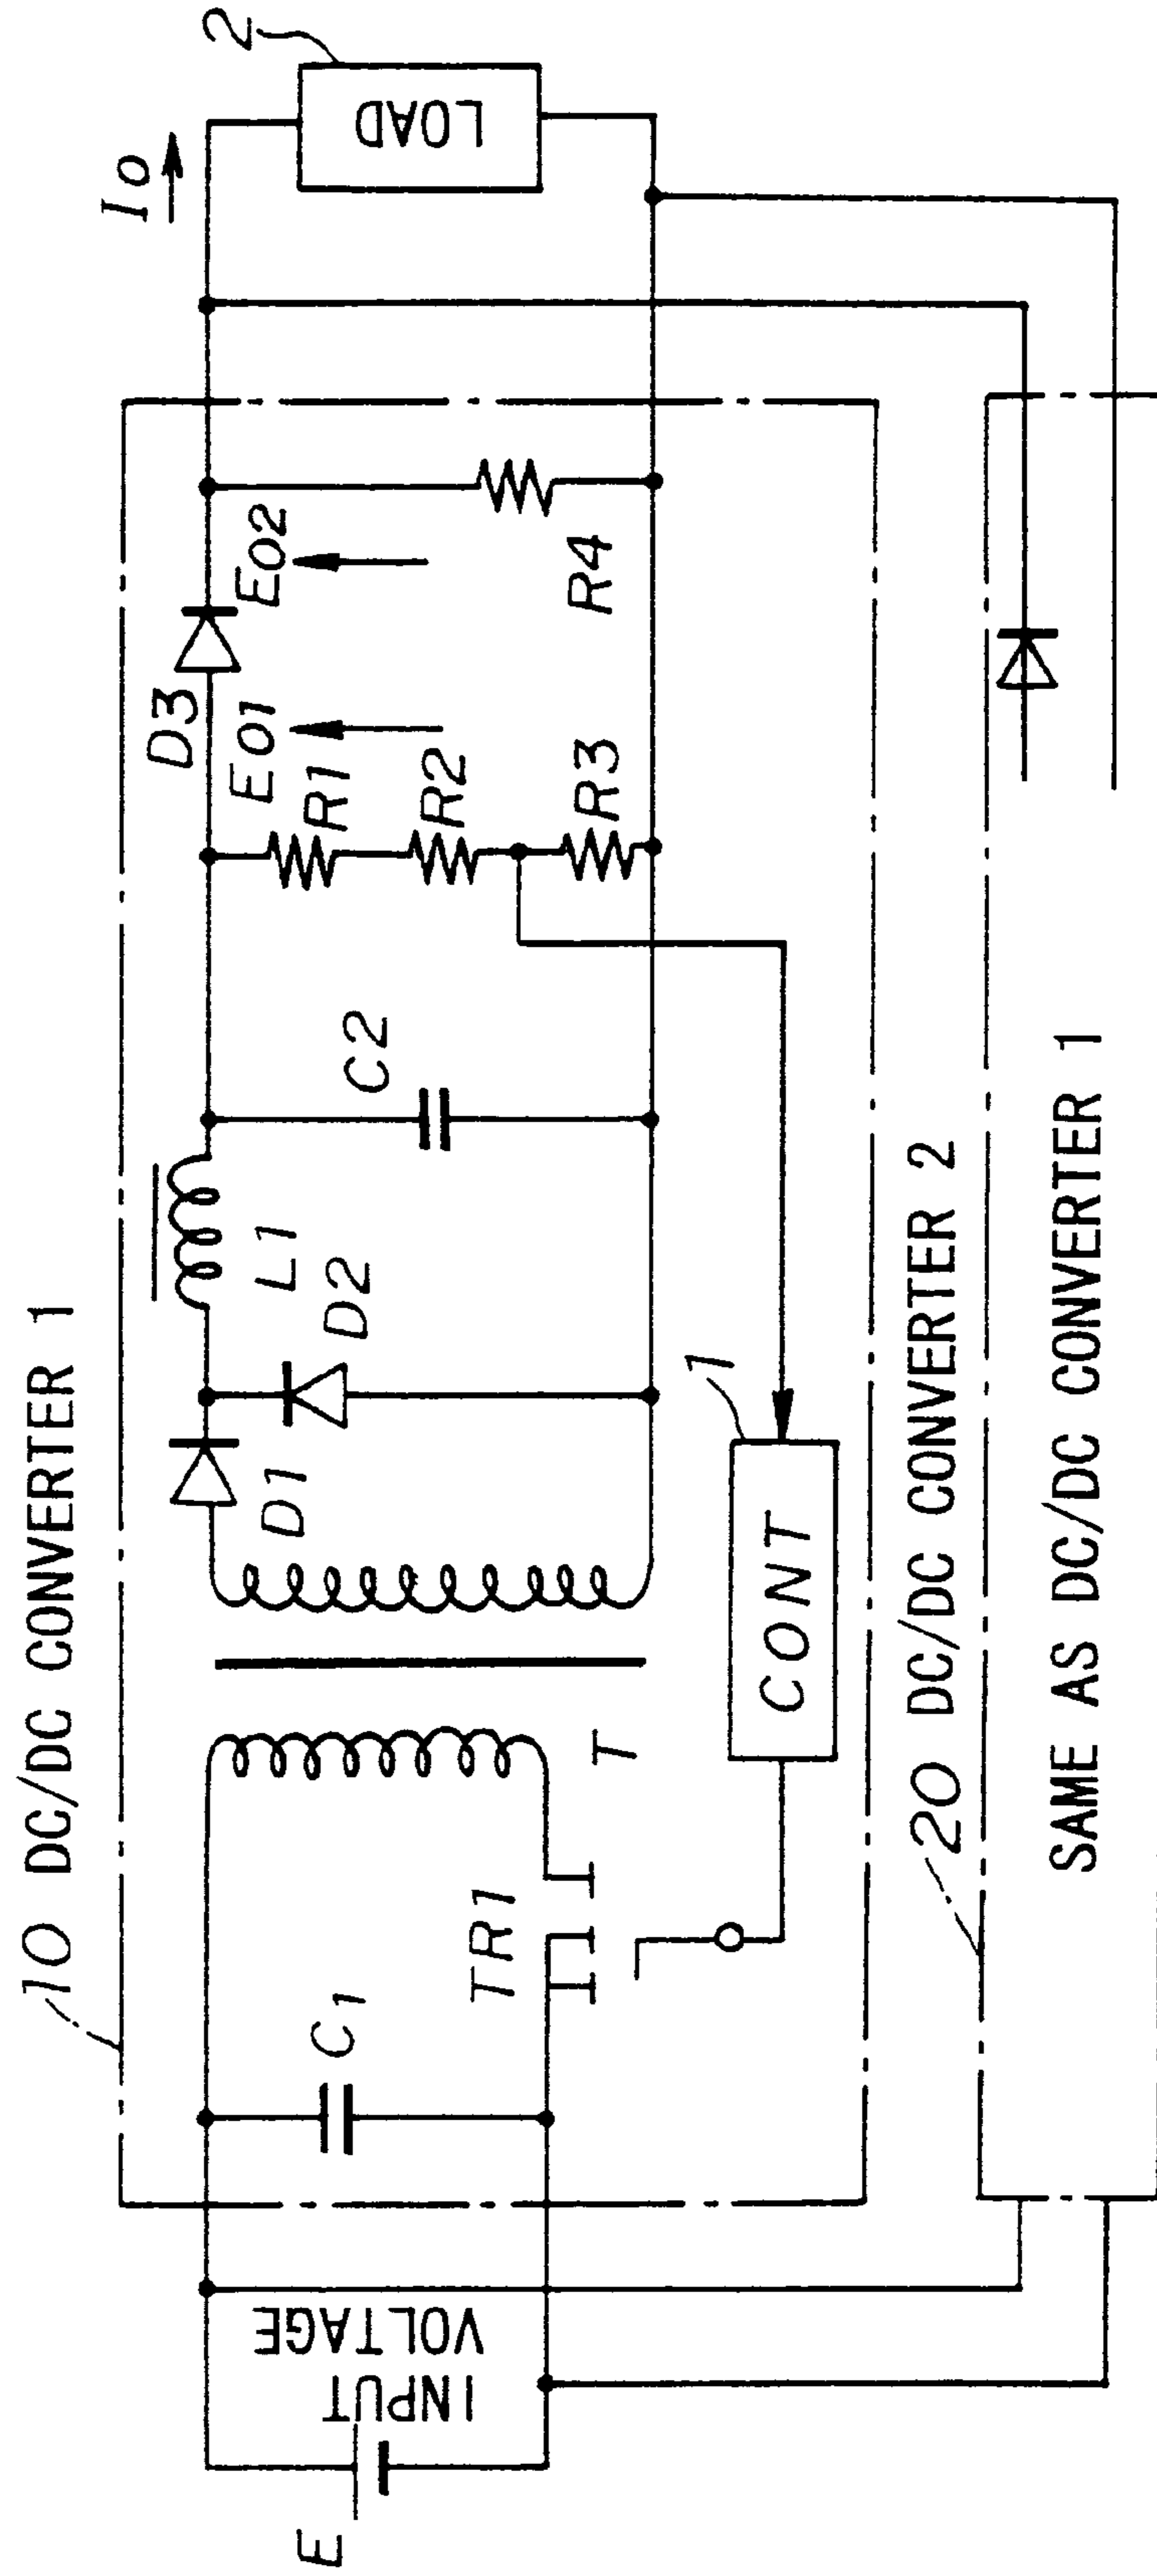 10 DC/DC CONVERTER 1
Io
2
D3
E01
E02
L1
D1
D2
C2
R1
R2
R3
R4
LOAD
E
INPUT
VOLTAGE
C1
TR1
T
1
CONT
20 DC/DC CONVERTER 2
SAME AS DC/DC CONVERTER 1